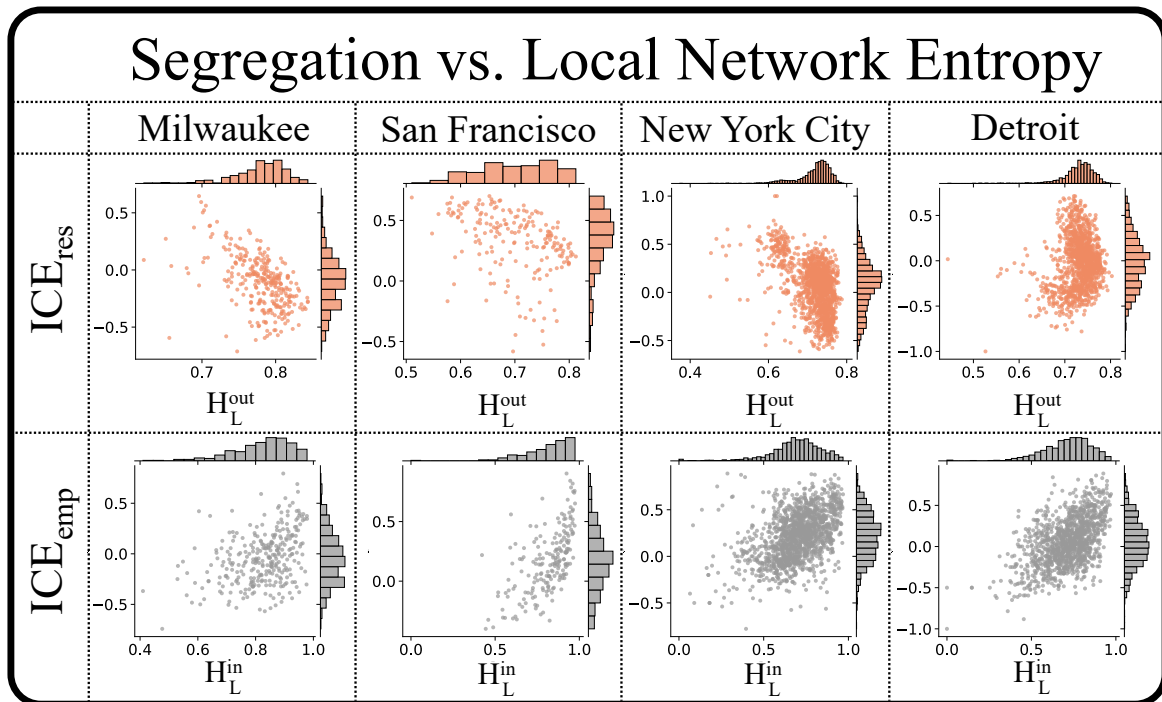 Segregation vs. Local Network Entropy
Milwaukee San Francisco New York City Detroit
ICE_res
0.5
0.0
−0.5
0.7 0.8
H_L^out
0.5
0.0
−0.5
0.5 0.6 0.7 0.8
H_L^out
1.0
0.5
0.0
−0.5
0.4 0.6 0.8
H_L^out
0.5
0.0
−0.5
−1.0
0.5 0.6 0.7 0.8
H_L^out
ICE_emp
0.5
0.0
−0.5
0.4 0.6 0.8 1.0
H_L^in
0.5
0.0
0.0 0.5 1.0
H_L^in
0.5
0.0
−0.5
0.0 0.5 1.0
H_L^in
0.5
0.0
−0.5
−1.0
0.0 0.5 1.0
H_L^in